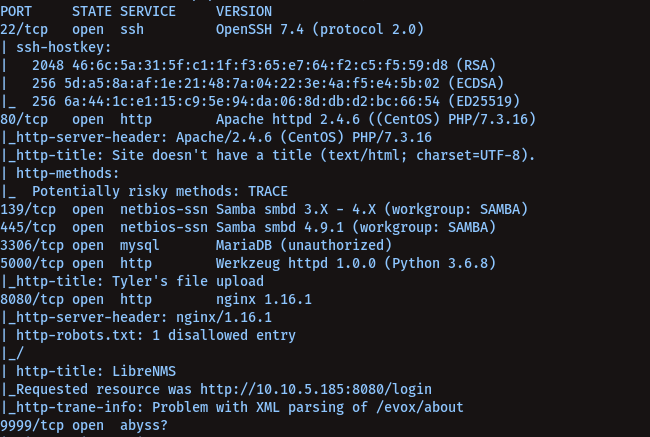 PORT STATE SERVICE VERSION
22/tcp open ssh OpenSSH 7.4 (protocol 2.0)
| ssh-hostkey:
| 2048 46:6c:5a:31:5f:c1:1f:f3:65:e7:64:f2:c5:f5:59:d8 (RSA)
| 256 5d:a5:8a:af:1e:21:48:7a:04:22:3e:4a:f5:e4:5b:02 (ECDSA)
|_ 256 6a:44:1c:e1:15:c9:5e:94:da:06:8d:db:d2:bc:66:54 (ED25519)
80/tcp open http Apache httpd 2.4.6 ((CentOS) PHP/7.3.16)
|_http-server-header: Apache/2.4.6 (CentOS) PHP/7.3.16
|_http-title: Site doesn't have a title (text/html; charset=UTF-8).
| http-methods:
|_ Potentially risky methods: TRACE
139/tcp open netbios-ssn Samba smbd 3.X - 4.X (workgroup: SAMBA)
445/tcp open netbios-ssn Samba smbd 4.9.1 (workgroup: SAMBA)
3306/tcp open mysql MariaDB (unauthorized)
5000/tcp open http Werkzeug httpd 1.0.0 (Python 3.6.8)
|_http-title: Tyler's file upload
8080/tcp open http nginx 1.16.1
|_http-server-header: nginx/1.16.1
| http-robots.txt: 1 disallowed entry
|_/
| http-title: LibreNMS
|_Requested resource was http://10.10.5.185:8080/login
|_http-trane-info: Problem with XML parsing of /evox/about
9999/tcp open abyss?